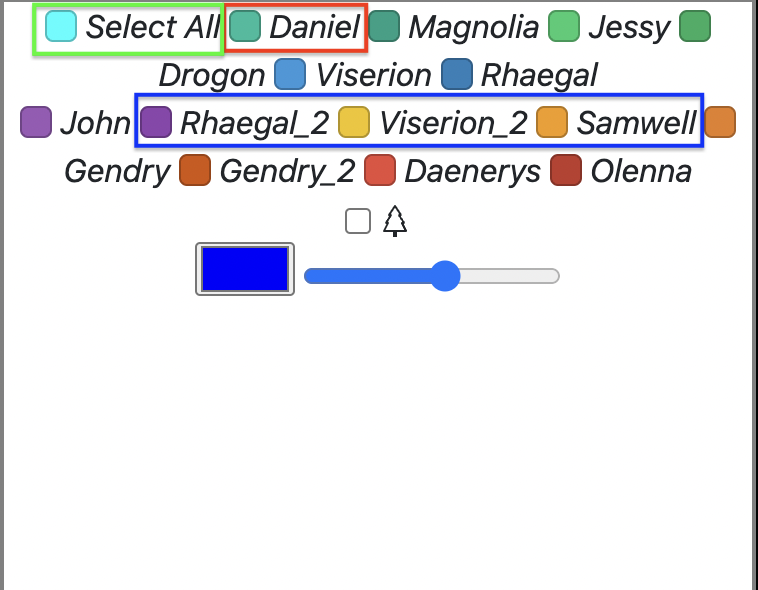 Select All Daniel Magnolia Jessy
Drogon Viserion Rhaegal
John Rhaegal_2 Viserion_2 Samwell
Gendry Gendry_2 Daenerys Olenna